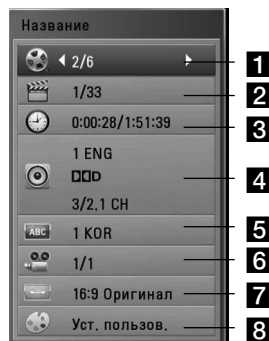 Название
2/6 1
1/33 2
0:00:28/1:51:39 3
1 ENG
DD D 4
3/2.1 CH
ABC 1 KOR 5
1/1 6
16:9 Оригинал 7
Уст. пользов. 8